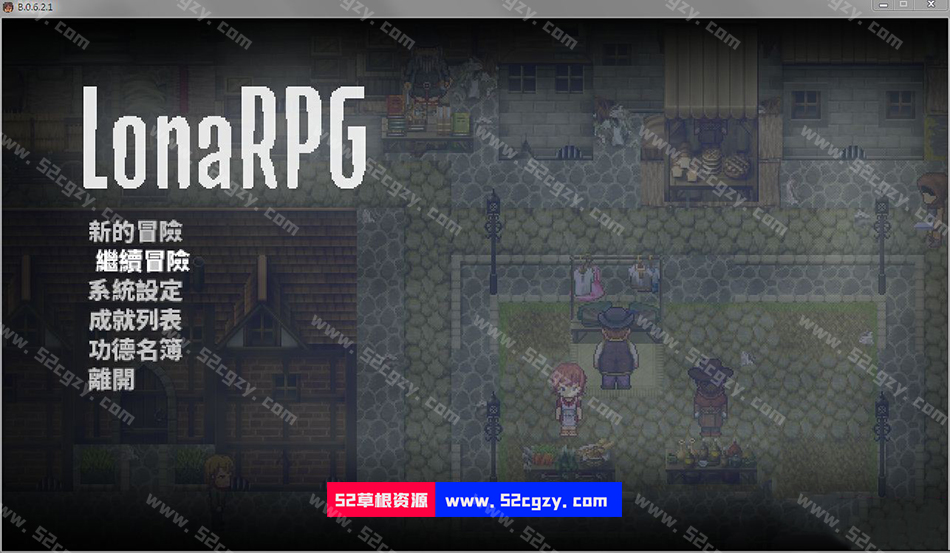 B.0.6.2.1
LonaRPG
新的冒險
繼續冒險
系統設定
成就列表
功德名簿
離開
52草根资源 www.52cgzy.com